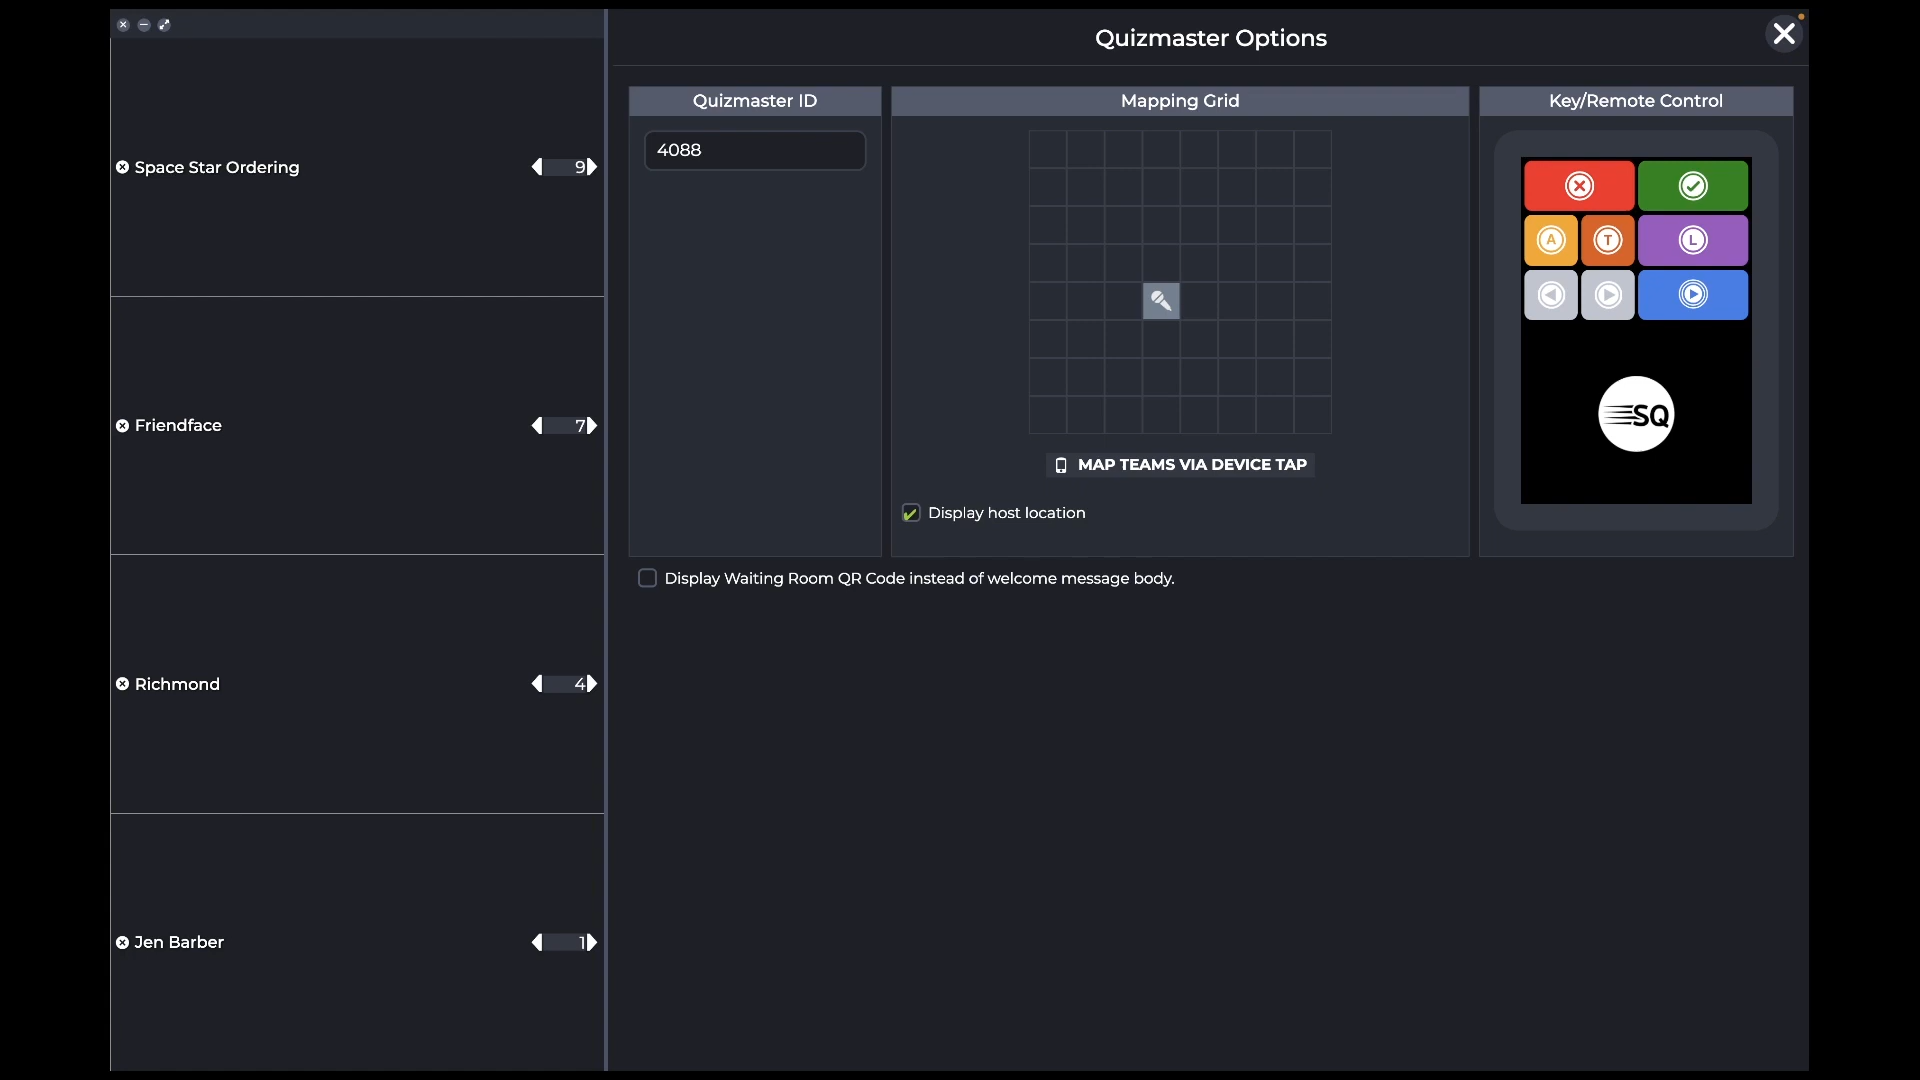 Quizmaster Options
Space Star Ordering 9
Friendface 7
Richmond 4
Jen Barber 1
Quizmaster ID
4088
Mapping Grid
MAP TEAMS VIA DEVICE TAP
Display host location
Key/Remote Control
A T L
SQ
Display Waiting Room QR Code instead of welcome message body.